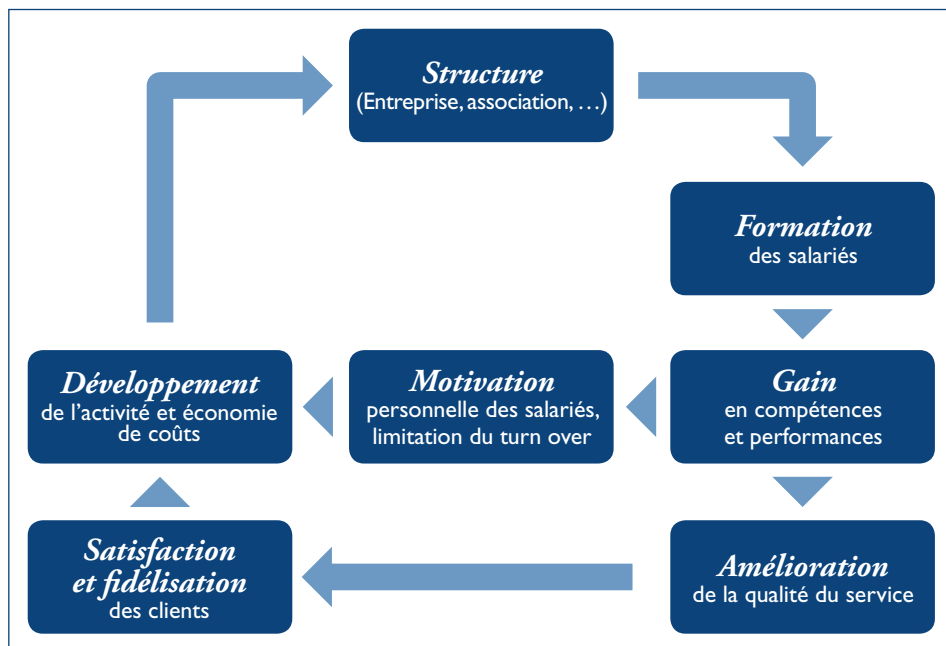 Structure
(Entreprise, association, …)
Formation
des salariés
Développement
de l’activité et économie
de coûts
Motivation
personnelle des salariés,
limitation du turn over
Gain
en compétences
et performances
Satisfaction
et fidélisation
des clients
Amélioration
de la qualité du service